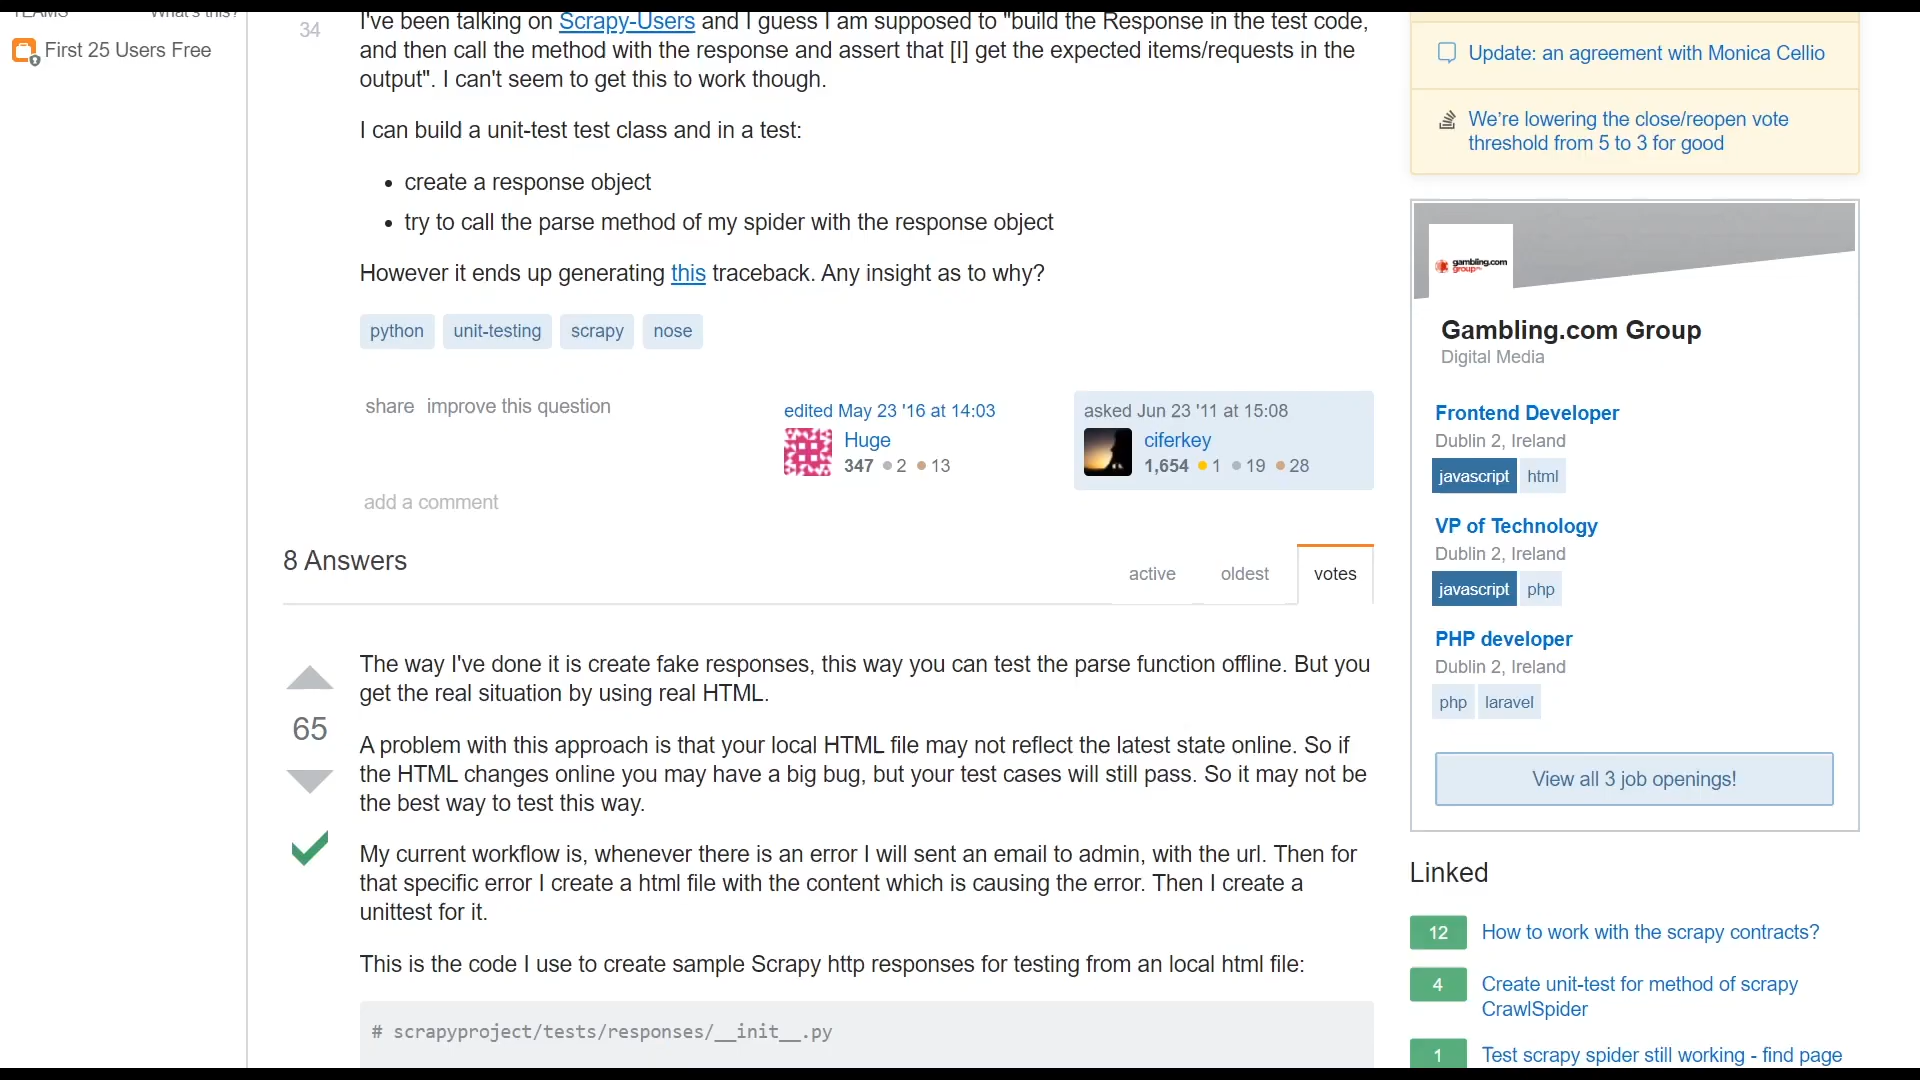 TEAMS What's this?
First 25 Users Free
34
I've been talking on Scrapy-Users and I guess I am supposed to "build the Response in the test code,
and then call the method with the response and assert that [I] get the expected items/requests in the
output". I can't seem to get this to work though.
I can build a unit-test test class and in a test:
• create a response object
• try to call the parse method of my spider with the response object
However it ends up generating this traceback. Any insight as to why?
python unit-testing scrapy nose
share improve this question
edited May 23 '16 at 14:03
Huge
347 2 13
asked Jun 23 '11 at 15:08
ciferkey
1,654 1 19 28
add a comment
8 Answers
active oldest votes
65
The way I've done it is create fake responses, this way you can test the parse function offline. But you
get the real situation by using real HTML.
A problem with this approach is that your local HTML file may not reflect the latest state online. So if
the HTML changes online you may have a big bug, but your test cases will still pass. So it may not be
the best way to test this way.
My current workflow is, whenever there is an error I will sent an email to admin, with the url. Then for
that specific error I create a html file with the content which is causing the error. Then I create a
unittest for it.
This is the code I use to create sample Scrapy http responses for testing from an local html file:
# scrapyproject/tests/responses/__init__.py
Update: an agreement with Monica Cellio
We're lowering the close/reopen vote
threshold from 5 to 3 for good
gambling.com
group
Gambling.com Group
Digital Media
Frontend Developer
Dublin 2, Ireland
javascript html
VP of Technology
Dublin 2, Ireland
javascript php
PHP developer
Dublin 2, Ireland
php laravel
View all 3 job openings!
Linked
12 How to work with the scrapy contracts?
4 Create unit-test for method of scrapy
CrawlSpider
1 Test scrapy spider still working - find page